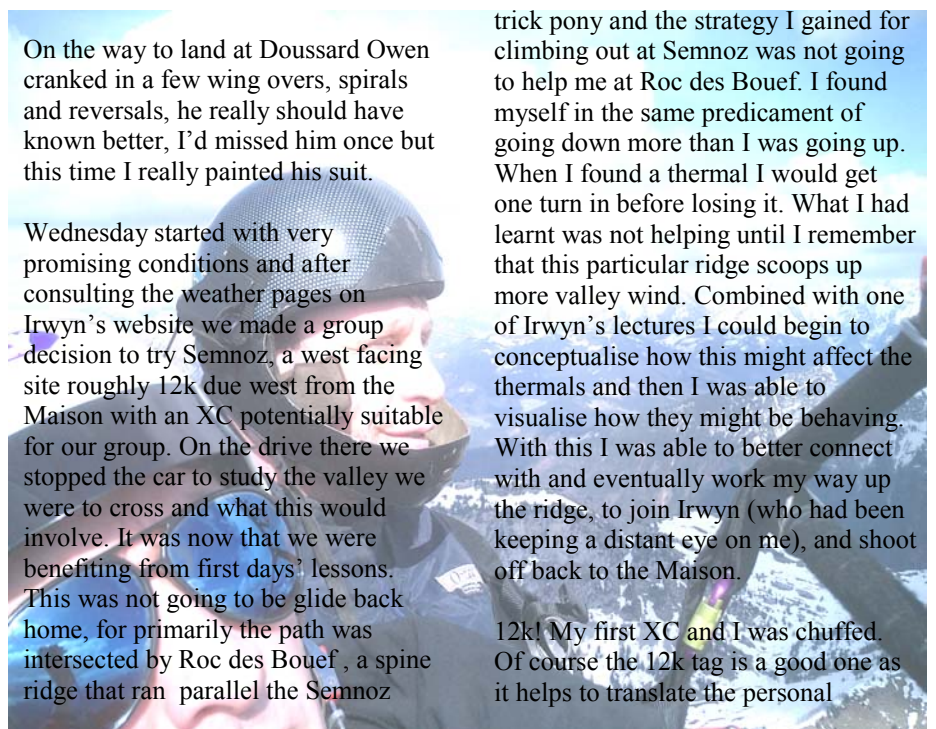 On the way to land at Doussard Owen
cranked in a few wing overs, spirals
and reversals, he really should have
known better, I’d missed him once but
this time I really painted his suit.
Wednesday started with very
promising conditions and after
consulting the weather pages on
Irwyn’s website we made a group
decision to try Semnoz, a west facing
site roughly 12k due west from the
Maison with an XC potentially suitable
for our group. On the drive there we
stopped the car to study the valley we
were to cross and what this would
involve. It was now that we were
benefiting from first days’ lessons.
This was not going to be glide back
home, for primarily the path was
intersected by Roc des Bouef , a spine
ridge that ran  parallel the Semnoz
trick pony and the strategy I gained for
climbing out at Semnoz was not going
to help me at Roc des Bouef. I found
myself in the same predicament of
going down more than I was going up.
When I found a thermal I would get
one turn in before losing it. What I had
learnt was not helping until I remember
that this particular ridge scoops up
more valley wind. Combined with one
of Irwyn’s lectures I could begin to
conceptualise how this might affect the
thermals and then I was able to
visualise how they might be behaving.
With this I was able to better connect
with and eventually work my way up
the ridge, to join Irwyn (who had been
keeping a distant eye on me), and shoot
off back to the Maison.
12k! My first XC and I was chuffed.
Of course the 12k tag is a good one as
it helps to translate the personal